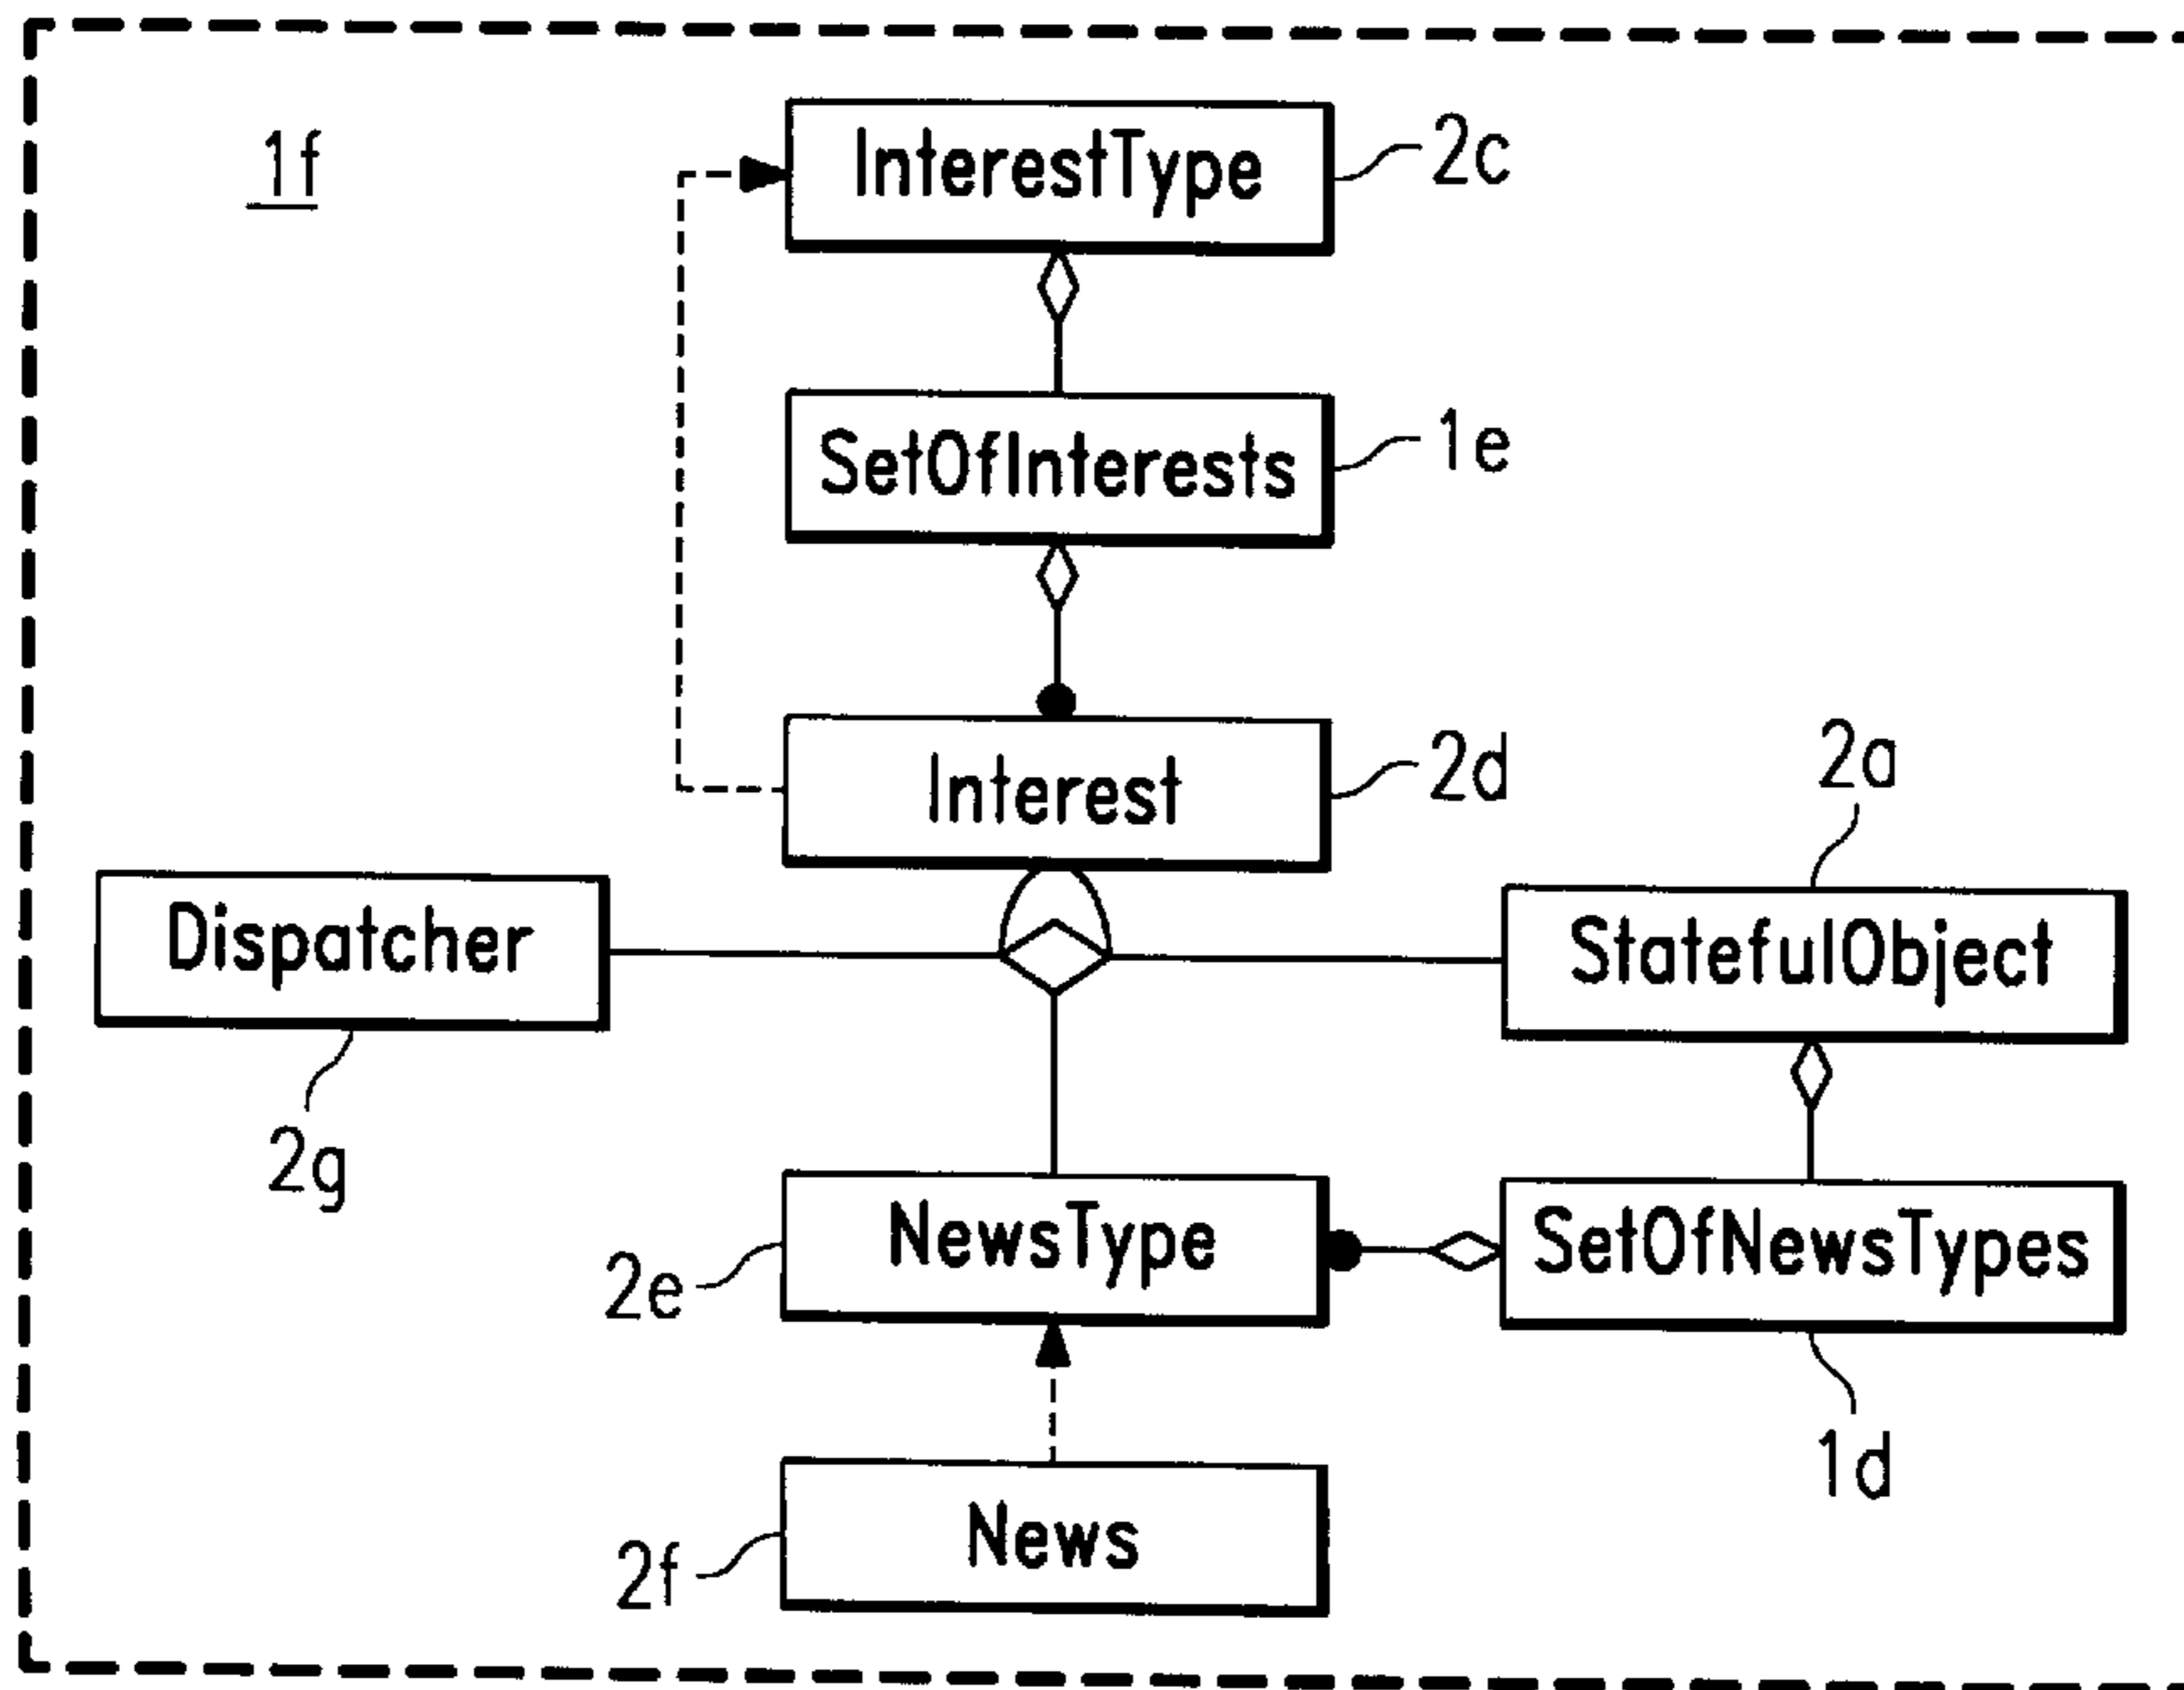 1f
InterestType
2c
SetOfInterests
1e
Interest
2d
2a
Dispatcher
StatefulObject
2g
NewsType
SetOfNewsTypes
2e
1d
News
2f